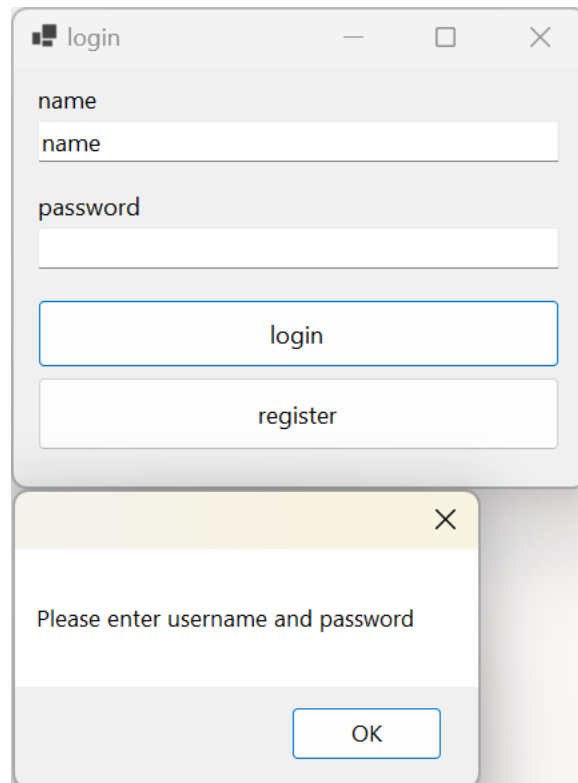 login
name
name
password
login
register
Please enter username and password
OK